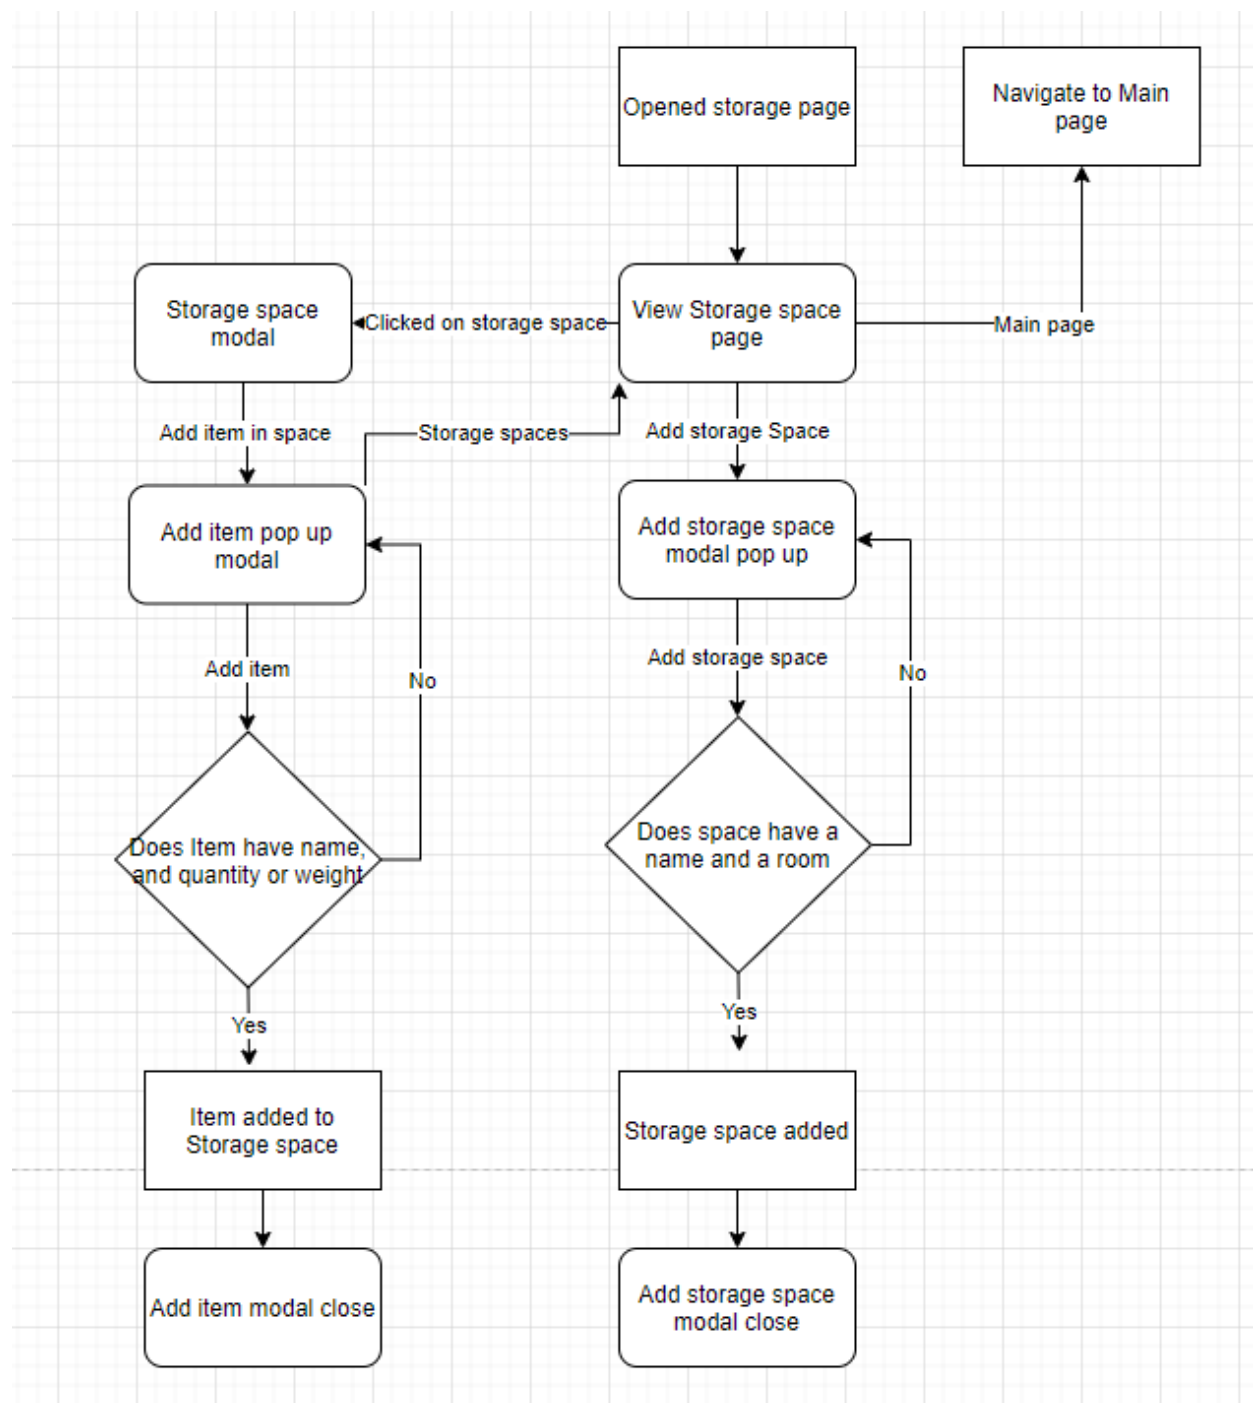 Opened storage page
Navigate to Main
page
Storage space
modal
Clicked on storage space
View Storage space
page
Main page
Add item in space
Storage spaces
Add storage Space
Add item pop up
modal
Add storage space
modal pop up
Add item
No
Add storage space
No
Does Item have name,
and quantity or weight
Does space have a
name and a room
Yes
Yes
Item added to
Storage space
Storage space added
Add item modal close
Add storage space
modal close